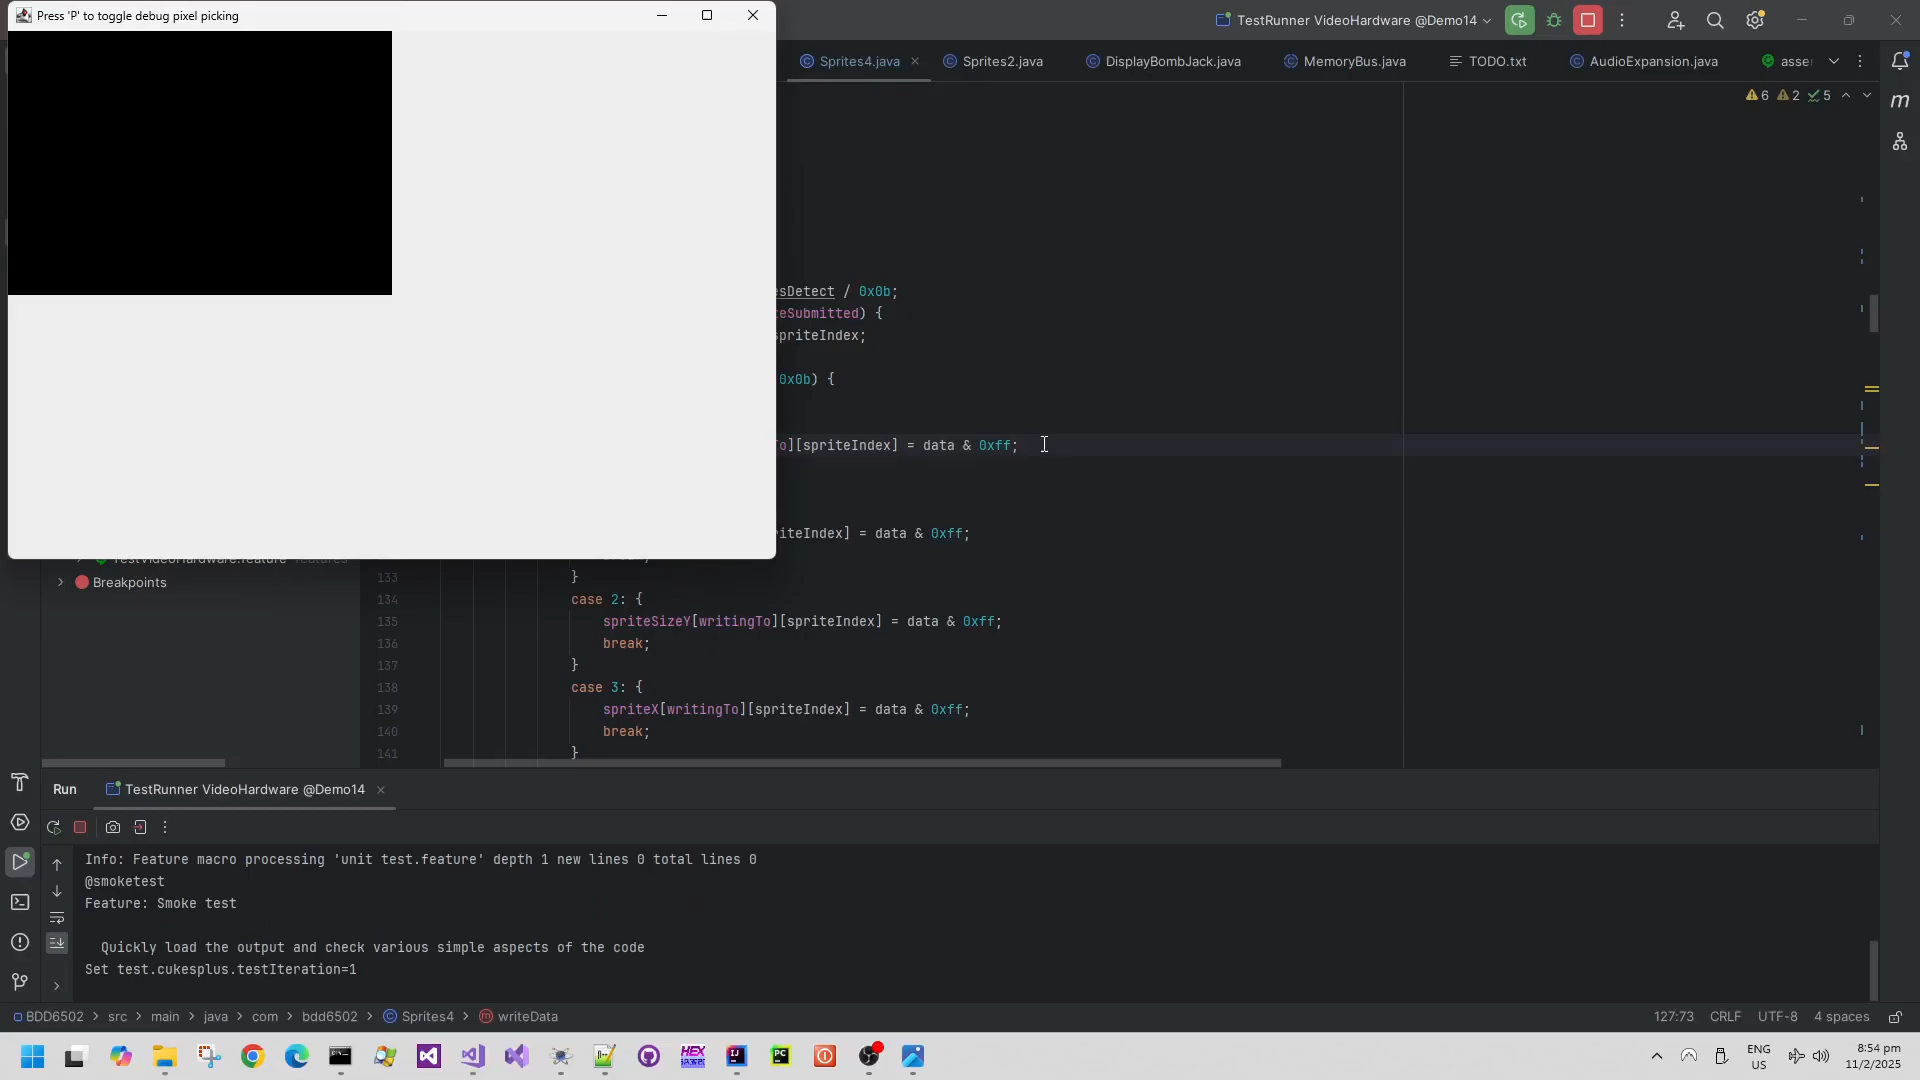 Press 'P' to toggle debug pixel picking
TestRunner VideoHardware @Demo14
Sprites4.java
Sprites2.java
DisplayBombJack.java
MemoryBus.java
TODO.txt
AudioExpansion.java
asse
6
2
5
esDetect / 0x0b;
teSubmitted) {
spriteIndex;
0x0b) {
To][spriteIndex] = data & 0xff;
riteIndex] = data & 0xff;
TestVideoHardware.feature features
Breakpoints
133 }
134 case 2: {
135 spriteSizeY[writingTo][spriteIndex] = data & 0xff;
136 break;
137 }
138 case 3: {
139 spriteX[writingTo][spriteIndex] = data & 0xff;
140 break;
141 }
Run
TestRunner VideoHardware @Demo14
Info: Feature macro processing 'unit test.feature' depth 1 new lines 0 total lines 0
@smoketest
Feature: Smoke test
Quickly load the output and check various simple aspects of the code
Set test.cukesplus.testIteration=1
BDD6502 > src > main > java > com > bdd6502 > Sprites4 > writeData
127:73 CRLF UTF-8 4 spaces
ENG
US
8:54 pm
11/2/2025